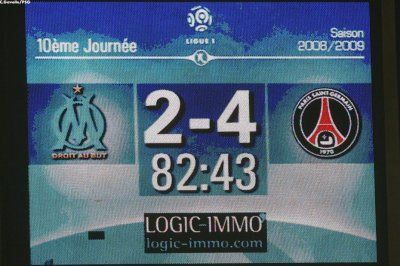 C.Gavelle/PSG
LIGUE 1
10ème Journée
Saison
2008/2009
DROIT AU BUT
2-4
82:43
PARIS SAINT-GERMAIN
1970
LOGIC-IMMO
logic-immo.com